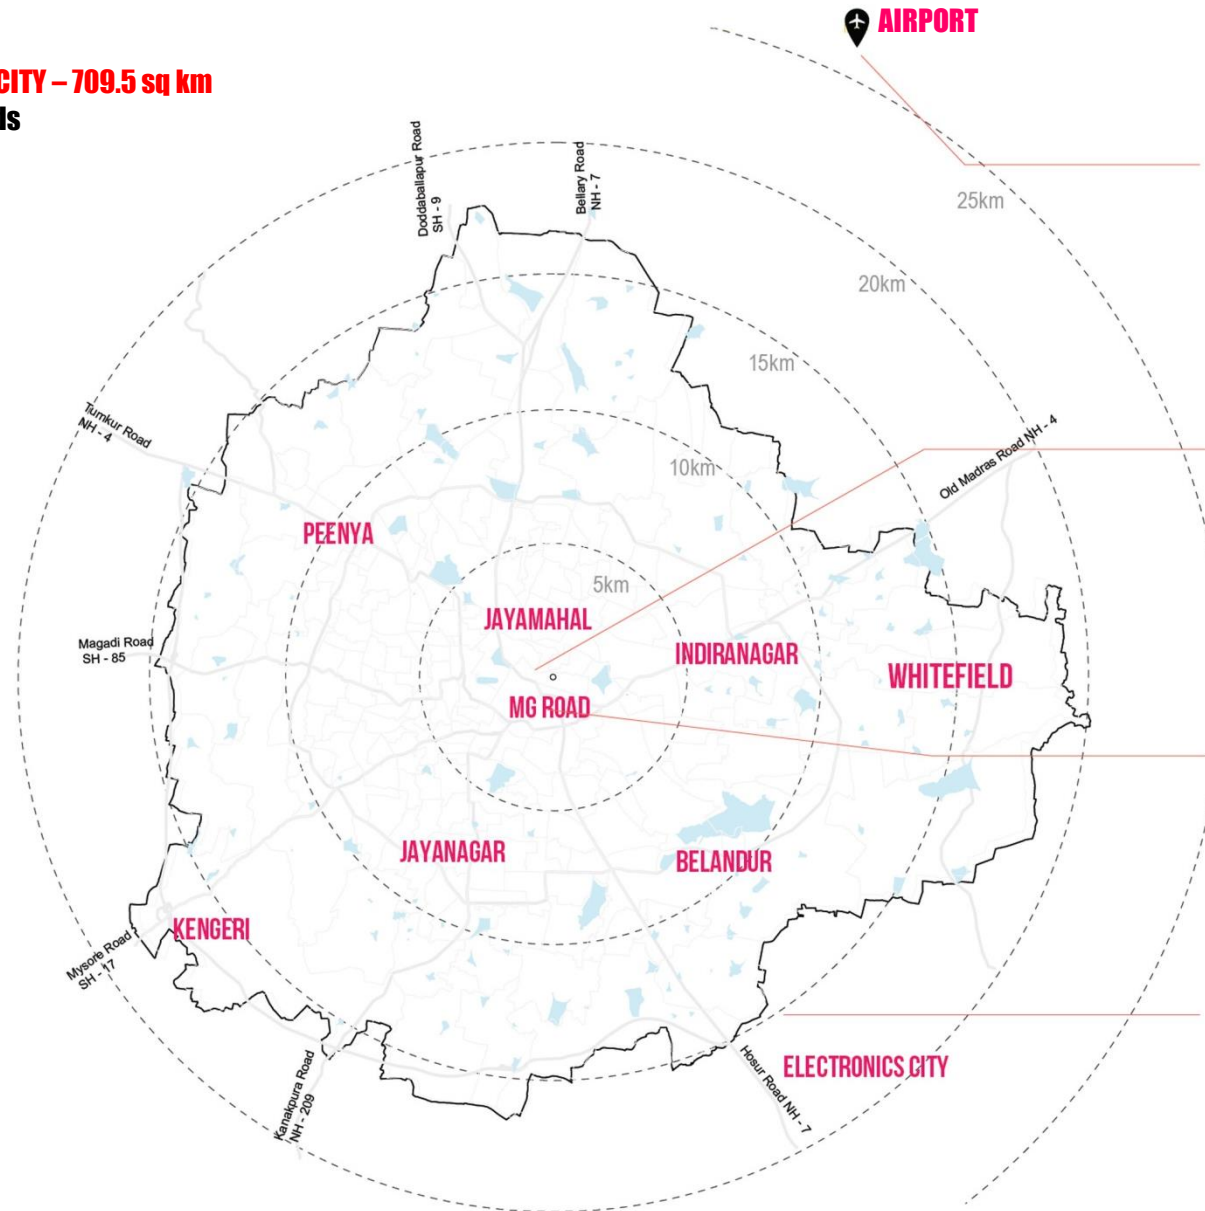 AIRPORT
CITY – 709.5 sq km
ls
Doddaballapur Road
SH - 9
Bellary Road
NH - 7
25km
20km
15km
Tumkur Road
NH - 4
10km
Old Madras Road NH - 4
PEENYA
5km
JAYAMAHAL
Magadi Road
SH - 85
INDIRANAGAR
WHITEFIELD
MG ROAD
JAYANAGAR
BELANDUR
KENGERI
Mysore Road
SH - 17
ELECTRONICS CITY
Kanakpura Road
NH - 209
Hosur Road NH - 7